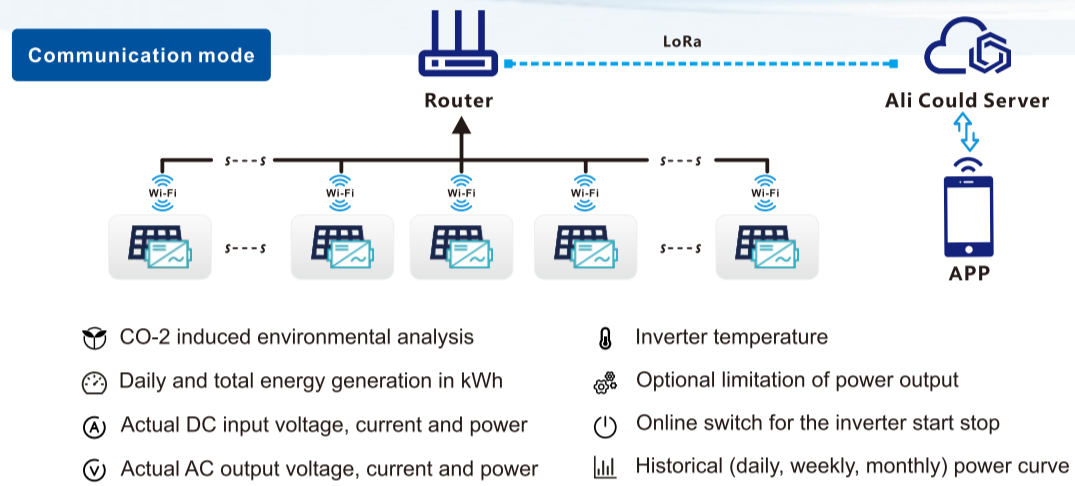 Communication mode
LoRa
Router
Ali Could Server
s---s
s---s
Wi-Fi
Wi-Fi
Wi-Fi
Wi-Fi
Wi-Fi
s---s
s---s
APP
CO-2 induced environmental analysis
Inverter temperature
Daily and total energy generation in kWh
Optional limitation of power output
A
Actual DC input voltage, current and power
Online switch for the inverter start stop
V
Actual AC output voltage, current and power
Historical (daily, weekly, monthly) power curve